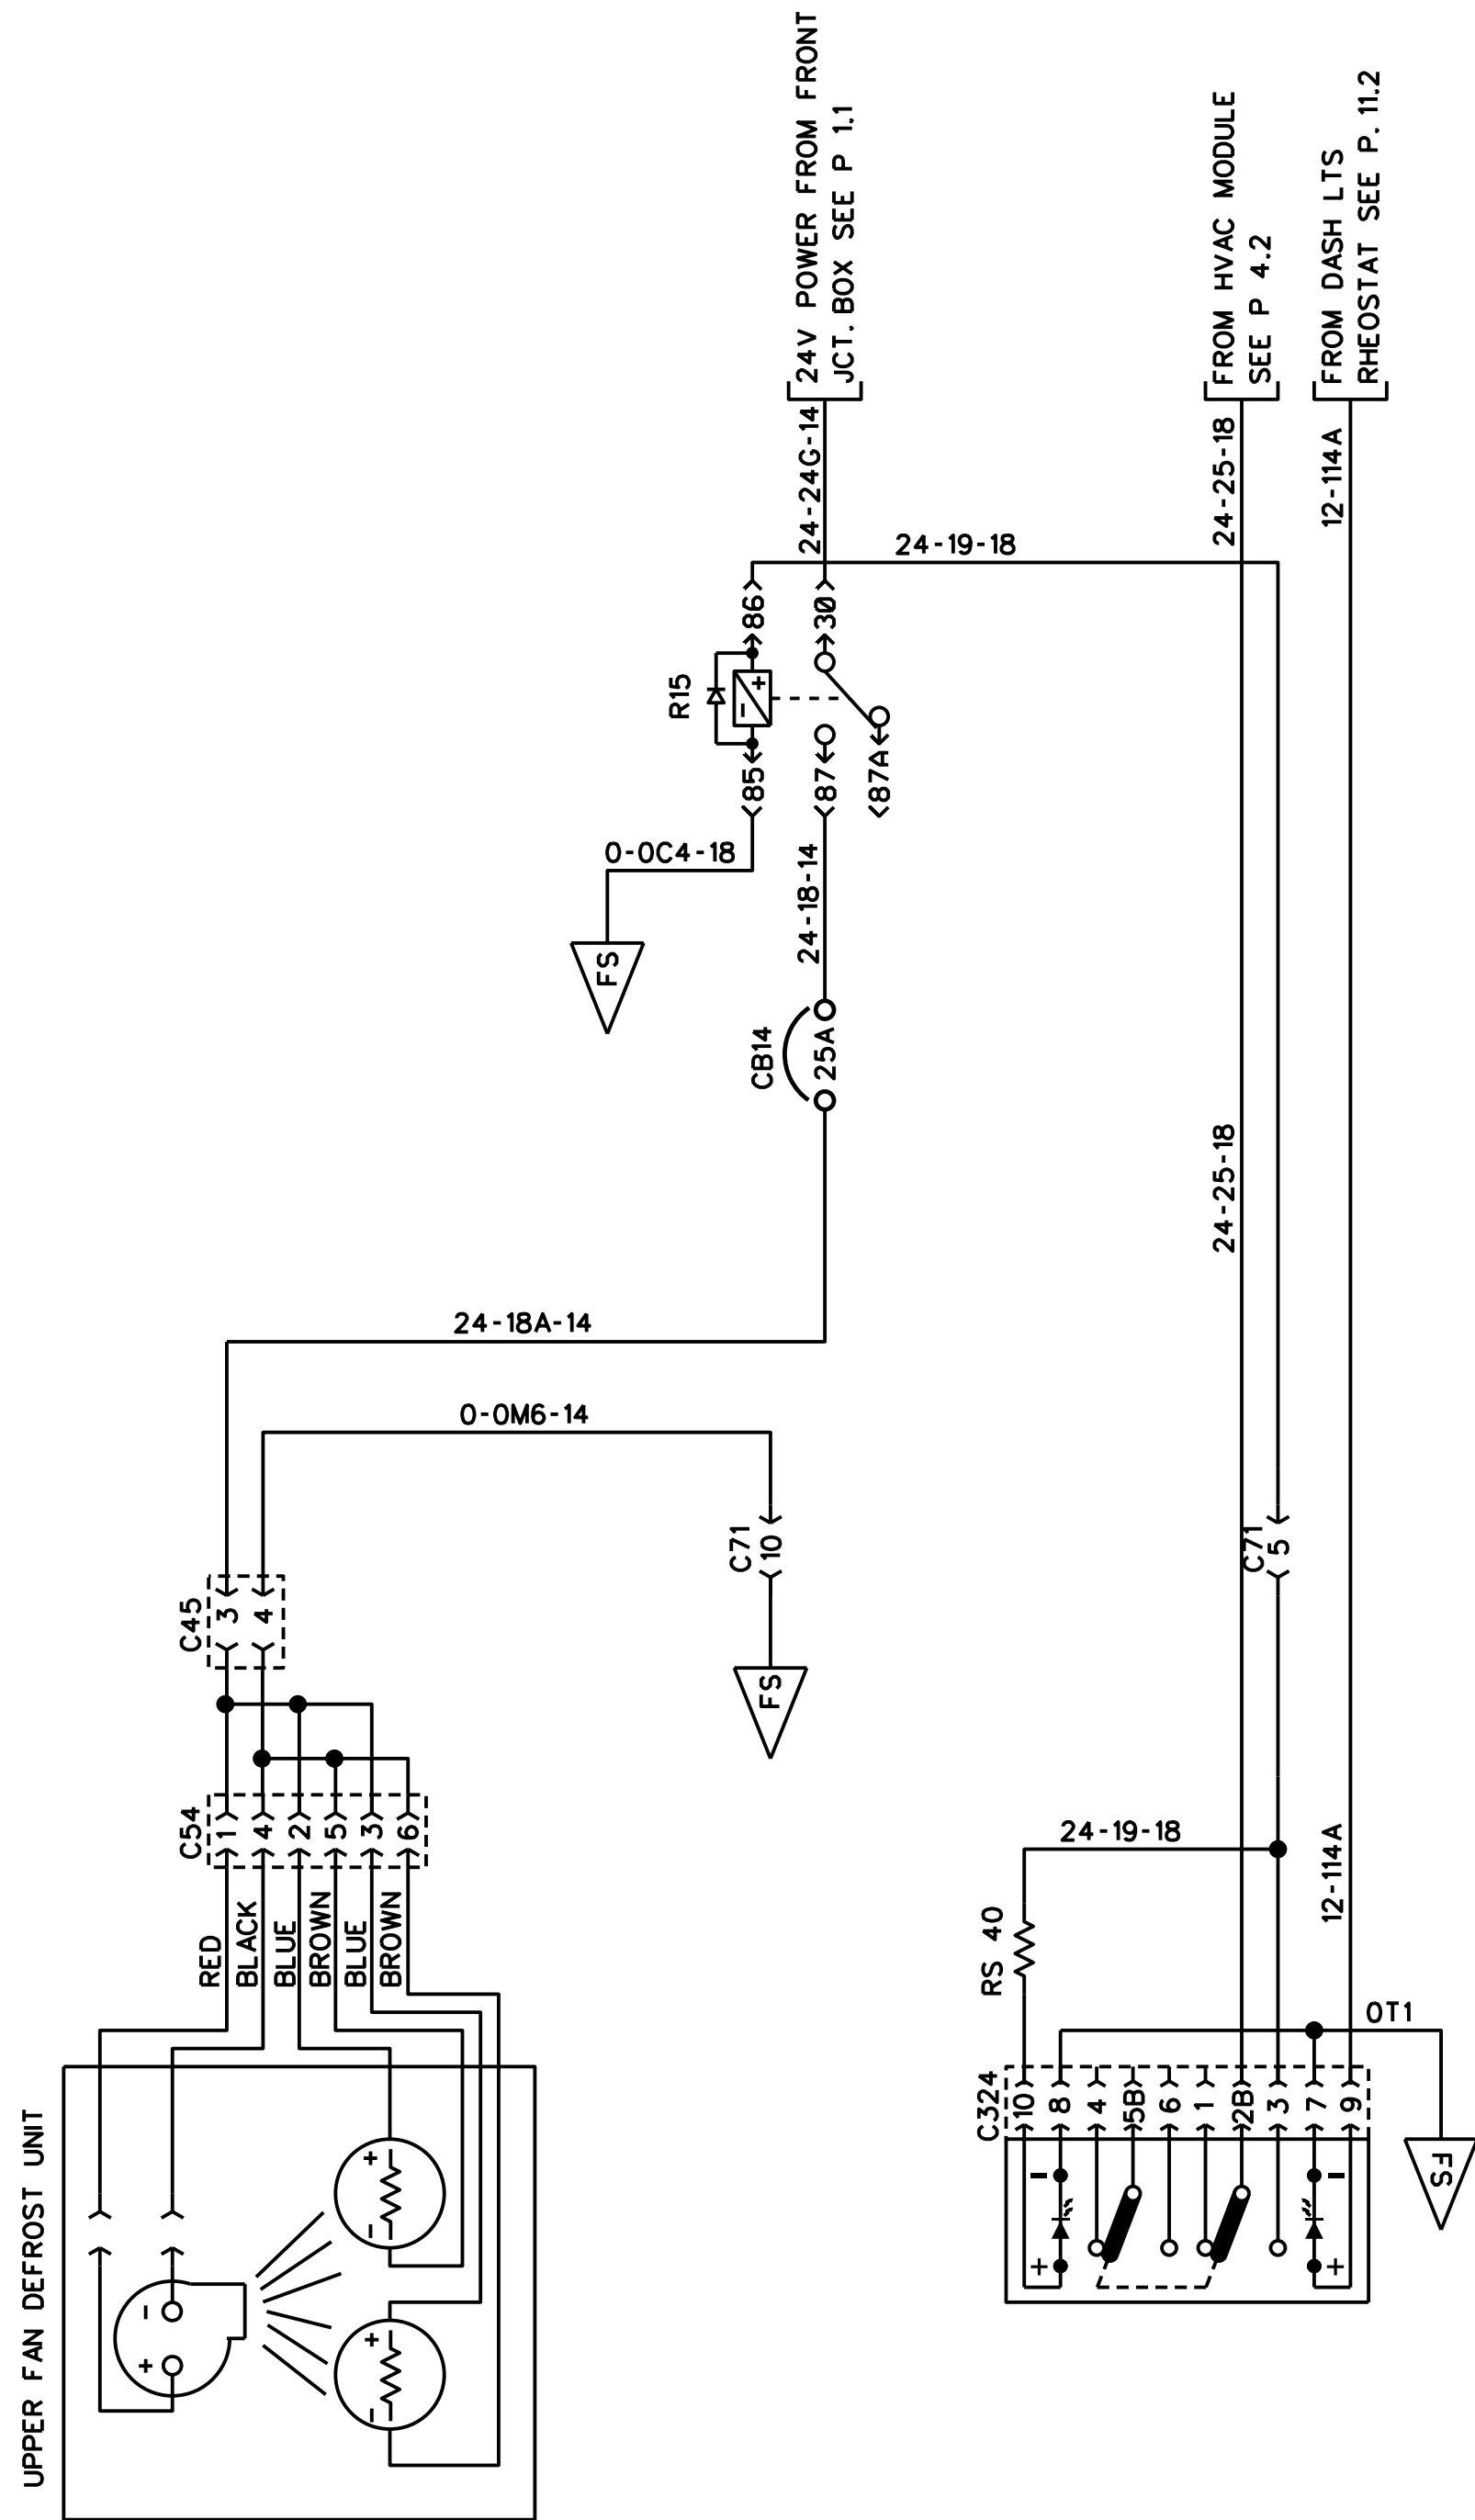 24V POWER FROM FRONT
JCT. BOX SEE P 1.1
FROM HVAC MODULE
SEE P 4.2
FROM DASH LTS
RHEOSTAT SEE P. 11.2
24-24G-14
24-25-18
12-114A
24-19-18
86
30
R15
+
-
85
87
87A
0-0C4-18
FS
24-18-14
CB14
25A
24-25-18
24-18A-14
0-0M6-14
C71
10
C71
5
C45
3
4
FS
C54
1
4
2
5
3
6
24-19-18
12-114A
RED
BLACK
BLUE
BROWN
BLUE
BROWN
RS 40
OT1
C324
10
8
4
5B
6
1
2B
3
7
9
FS
UPPER FAN DEFROST UNIT
+
-
-
+
+
-
-
+
-
+